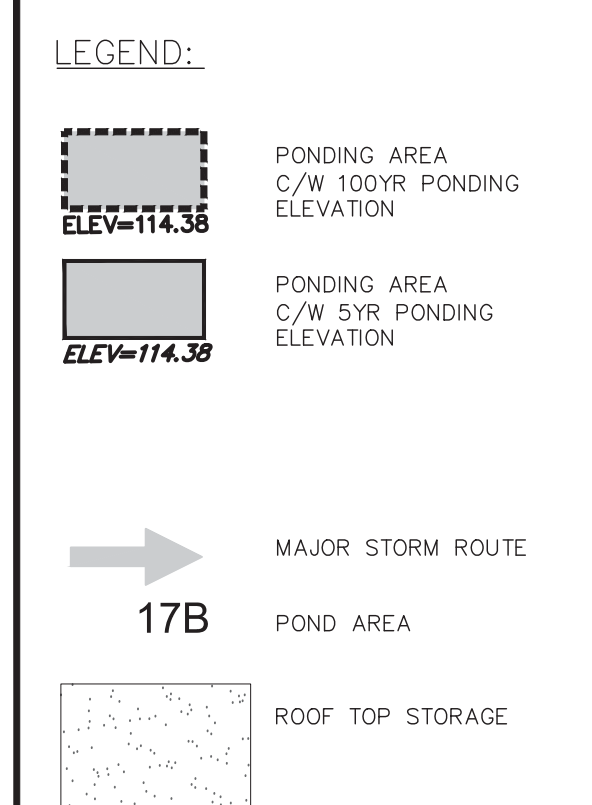 LEGEND:
PONDING AREA
C/W 100YR PONDING
ELEVATION
ELEV=114.38
PONDING AREA
C/W 5YR PONDING
ELEVATION
ELEV=114.38
MAJOR STORM ROUTE
17B
POND AREA
ROOF TOP STORAGE